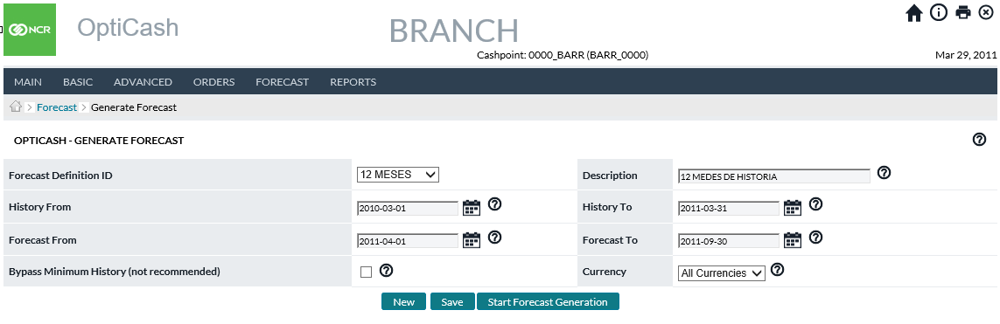 NCR
OptiCash
BRANCH
Cashpoint: 0000_BARR (BARR_0000)
Mar 29, 2011
MAIN BASIC ADVANCED ORDERS FORECAST REPORTS
Forecast Generate Forecast
OPTICASH - GENERATE FORECAST
Forecast Definition ID 12 MESES Description 12 MEDES DE HISTORIA
History From 2010-03-01 History To 2011-03-31
Forecast From 2011-04-01 Forecast To 2011-09-30
Bypass Minimum History (not recommended) Currency All Currencies
New Save Start Forecast Generation